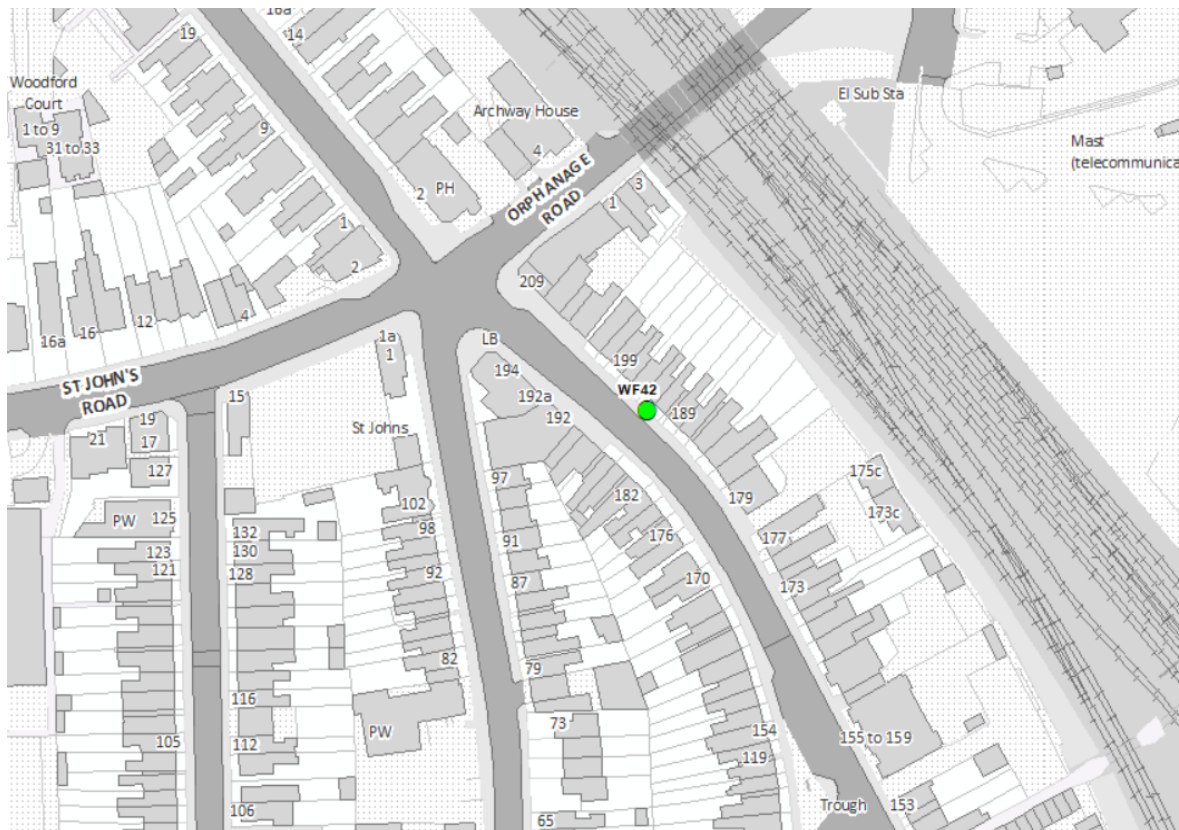 16a
19
14
Woodford
Court
1 to 9
31 to 33
9
Archway House
4
El Sub Sta
Mast
(telecommunica
PH
2
ORPHANAGE
ROAD
3
1
1
2
209
16a
16
12
4
ST JOHN'S
ROAD
1a
1
LB
194
192a
192
199
WF42
189
15
19
17
21
127
St Johns
97
182
176
179
175c
173c
177
173
170
PW
125
123
121
132
130
128
102
98
92
91
87
82
79
116
112
105
106
PW
73
65
154
119
155 to 159
Trough
153